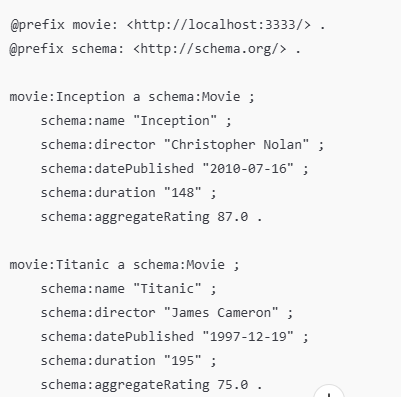 @prefix movie: <http://localhost:3333/> .
@prefix schema: <http://schema.org/> .

movie:Inception a schema:Movie ;
    schema:name "Inception" ;
    schema:director "Christopher Nolan" ;
    schema:datePublished "2010-07-16" ;
    schema:duration "148" ;
    schema:aggregateRating 87.0 .

movie:Titanic a schema:Movie ;
    schema:name "Titanic" ;
    schema:director "James Cameron" ;
    schema:datePublished "1997-12-19" ;
    schema:duration "195" ;
    schema:aggregateRating 75.0 .